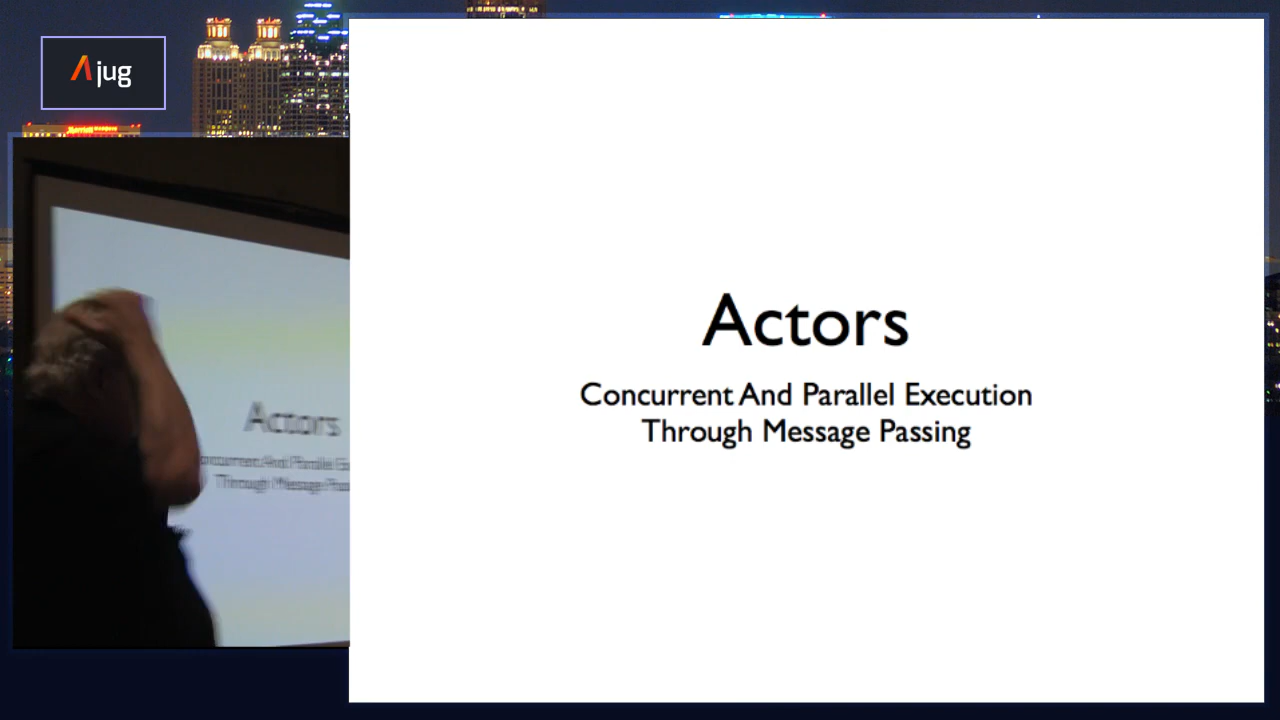 jug
Actors
Concurrent And Parallel Execution
Through Message Passing
Actors